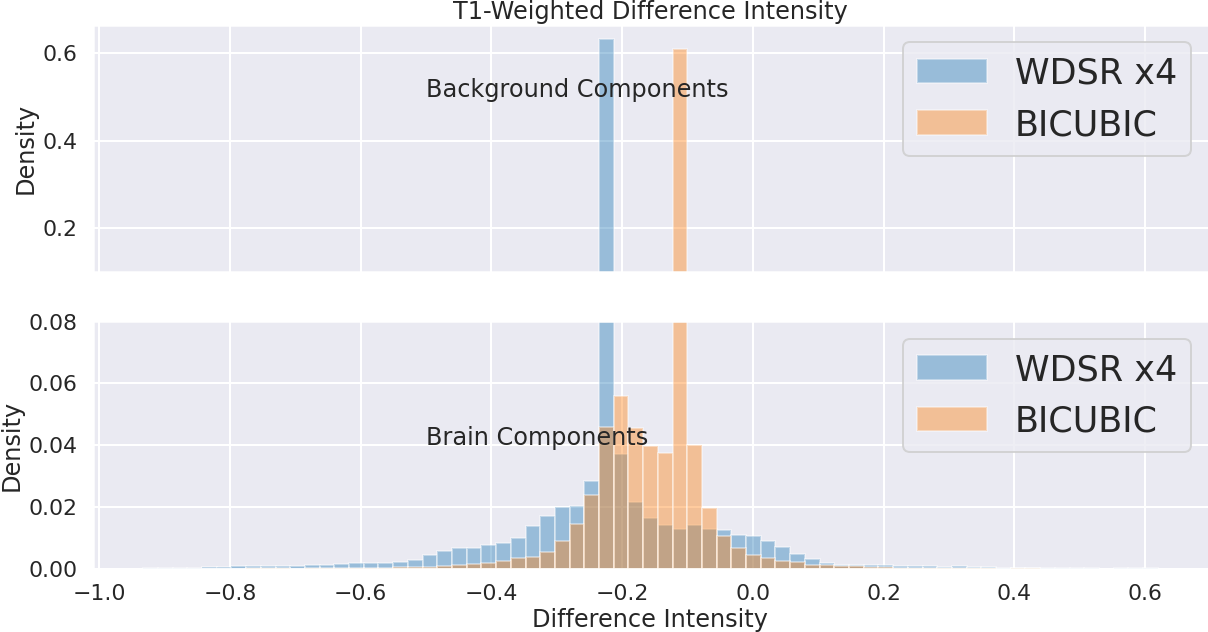 T1-Weighted Difference Intensity
0.6
0.4
0.2
Density
Background Components
WDSR x4
BICUBIC
0.08
0.06
0.04
0.02
0.00
Density
Brain Components
WDSR x4
BICUBIC
−1.0 −0.8 −0.6 −0.4 −0.2 0.0 0.2 0.4 0.6
Difference Intensity